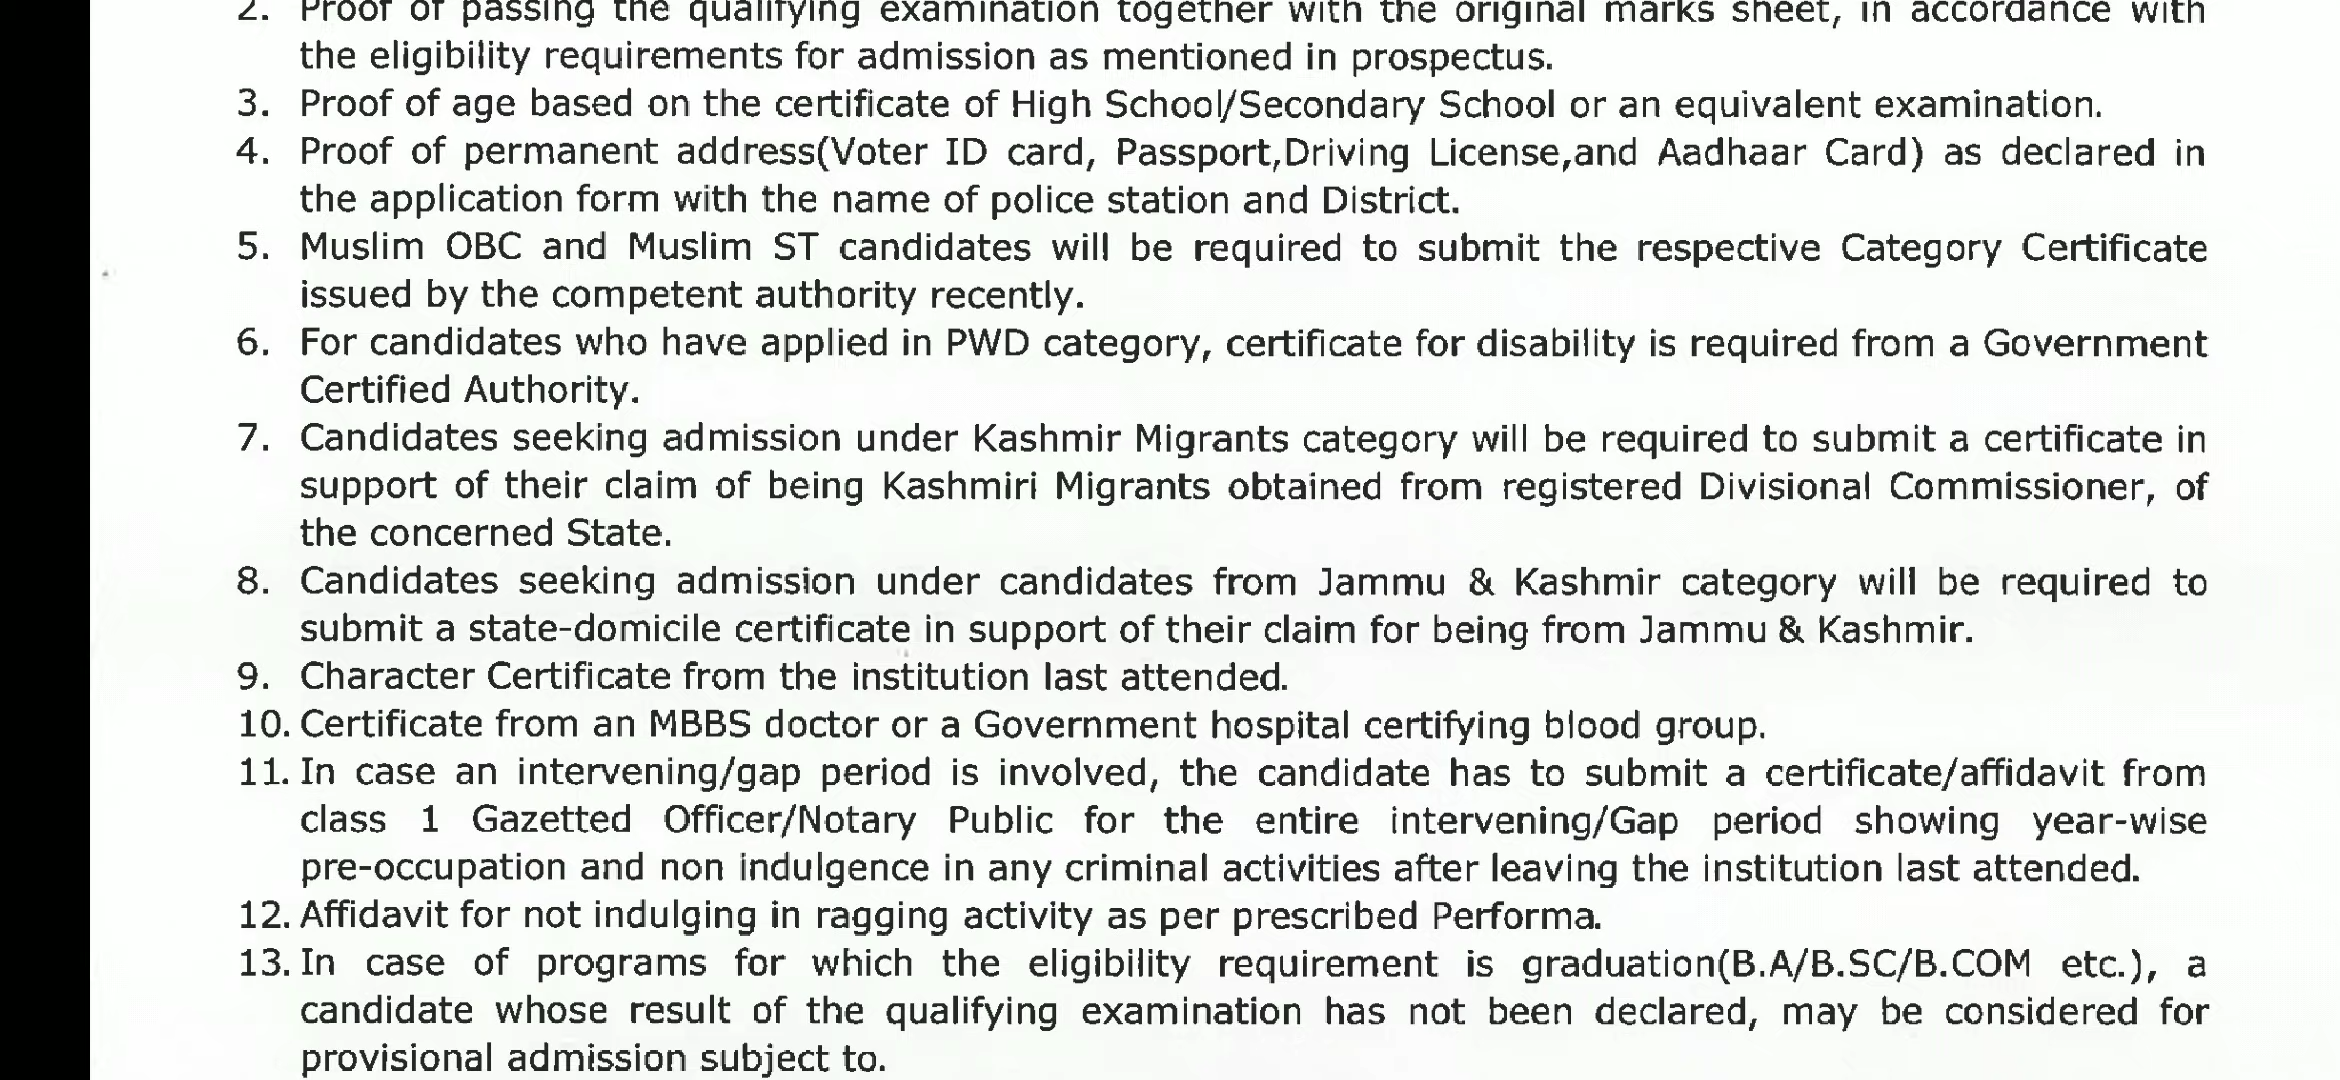 2. Proof of passing the qualifying examination together with the original marks sheet, in accordance with
the eligibility requirements for admission as mentioned in prospectus.
3. Proof of age based on the certificate of High School/Secondary School or an equivalent examination.
4. Proof of permanent address(Voter ID card, Passport,Driving License,and Aadhaar Card) as declared in
the application form with the name of police station and District.
5. Muslim OBC and Muslim ST candidates will be required to submit the respective Category Certificate
issued by the competent authority recently.
6. For candidates who have applied in PWD category, certificate for disability is required from a Government
Certified Authority.
7. Candidates seeking admission under Kashmir Migrants category will be required to submit a certificate in
support of their claim of being Kashmiri Migrants obtained from registered Divisional Commissioner, of
the concerned State.
8. Candidates seeking admission under candidates from Jammu & Kashmir category will be required to
submit a state-domicile certificate in support of their claim for being from Jammu & Kashmir.
9. Character Certificate from the institution last attended.
10. Certificate from an MBBS doctor or a Government hospital certifying blood group.
11. In case an intervening/gap period is involved, the candidate has to submit a certificate/affidavit from
class 1 Gazetted Officer/Notary Public for the entire intervening/Gap period showing year-wise
pre-occupation and non indulgence in any criminal activities after leaving the institution last attended.
12. Affidavit for not indulging in ragging activity as per prescribed Performa.
13. In case of programs for which the eligibility requirement is graduation(B.A/B.SC/B.COM etc.), a
candidate whose result of the qualifying examination has not been declared, may be considered for
provisional admission subject to.